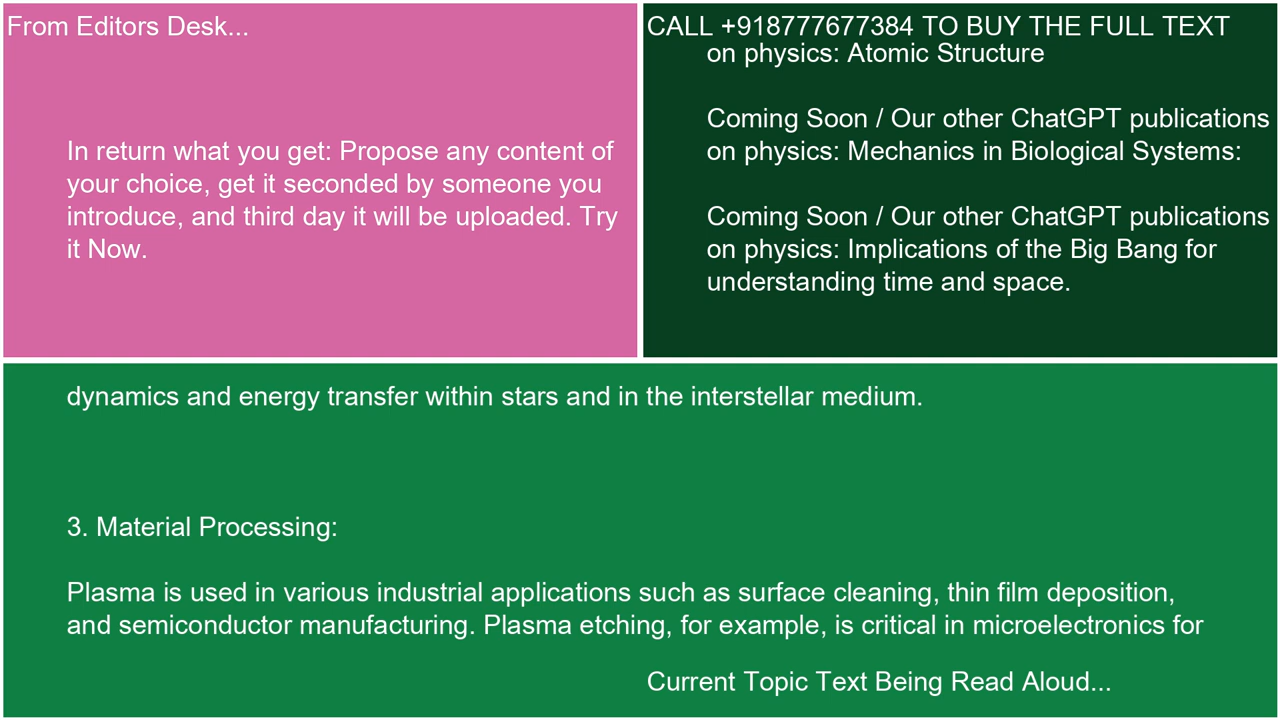 From Editors Desk...
In return what you get: Propose any content of
your choice, get it seconded by someone you
introduce, and third day it will be uploaded. Try
it Now.
CALL +918777677384 TO BUY THE FULL TEXT
on physics: Atomic Structure
Coming Soon / Our other ChatGPT publications
on physics: Mechanics in Biological Systems:
Coming Soon / Our other ChatGPT publications
on physics: Implications of the Big Bang for
understanding time and space.
dynamics and energy transfer within stars and in the interstellar medium.
3. Material Processing:
Plasma is used in various industrial applications such as surface cleaning, thin film deposition,
and semiconductor manufacturing. Plasma etching, for example, is critical in microelectronics for
Current Topic Text Being Read Aloud...